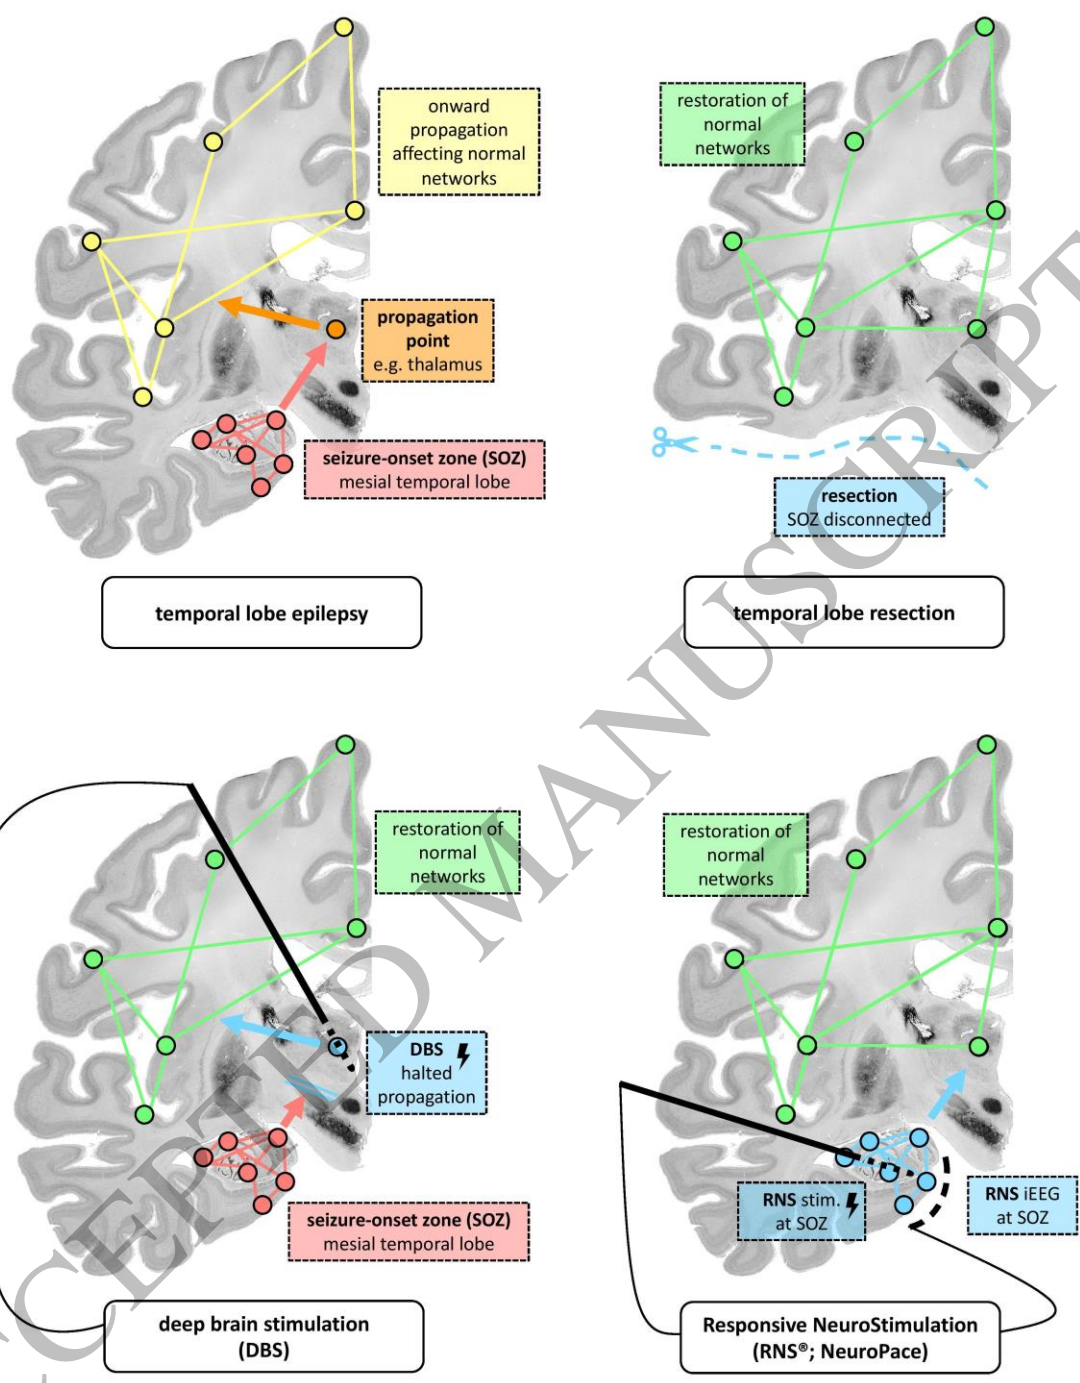 onward
propagation
affecting normal
networks
propagation
point
e.g. thalamus
seizure-onset zone (SOZ)
mesial temporal lobe
temporal lobe epilepsy
restoration of
normal
networks
resection
SOZ disconnected
temporal lobe resection
restoration of
normal
networks
DBS
halted
propagation
seizure-onset zone (SOZ)
mesial temporal lobe
deep brain stimulation
(DBS)
restoration of
normal
networks
RNS stim.
at SOZ
RNS iEEG
at SOZ
Responsive NeuroStimulation
(RNS®; NeuroPace)
CEPTED MANUSCRIPT